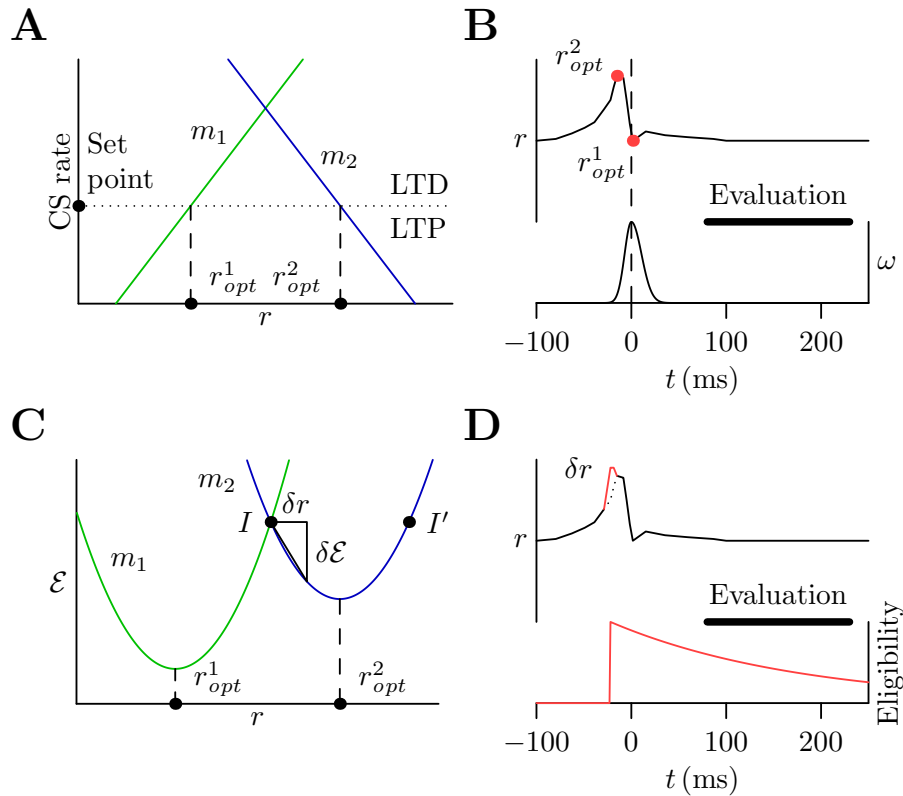 A
m₁
m₂
Set
point
CS rate
LTD
LTP
r¹ₒₚₜ r²ₒₚₜ
r
B
r²ₒₚₜ
r
r¹ₒₚₜ
Evaluation
ω
−100 0 100 200
t (ms)
C
m₂
δr
I
I′
m₁
δℰ
ℰ
r¹ₒₚₜ r²ₒₚₜ
r
D
δr
r
Evaluation
Eligibility
−100 0 100 200
t (ms)